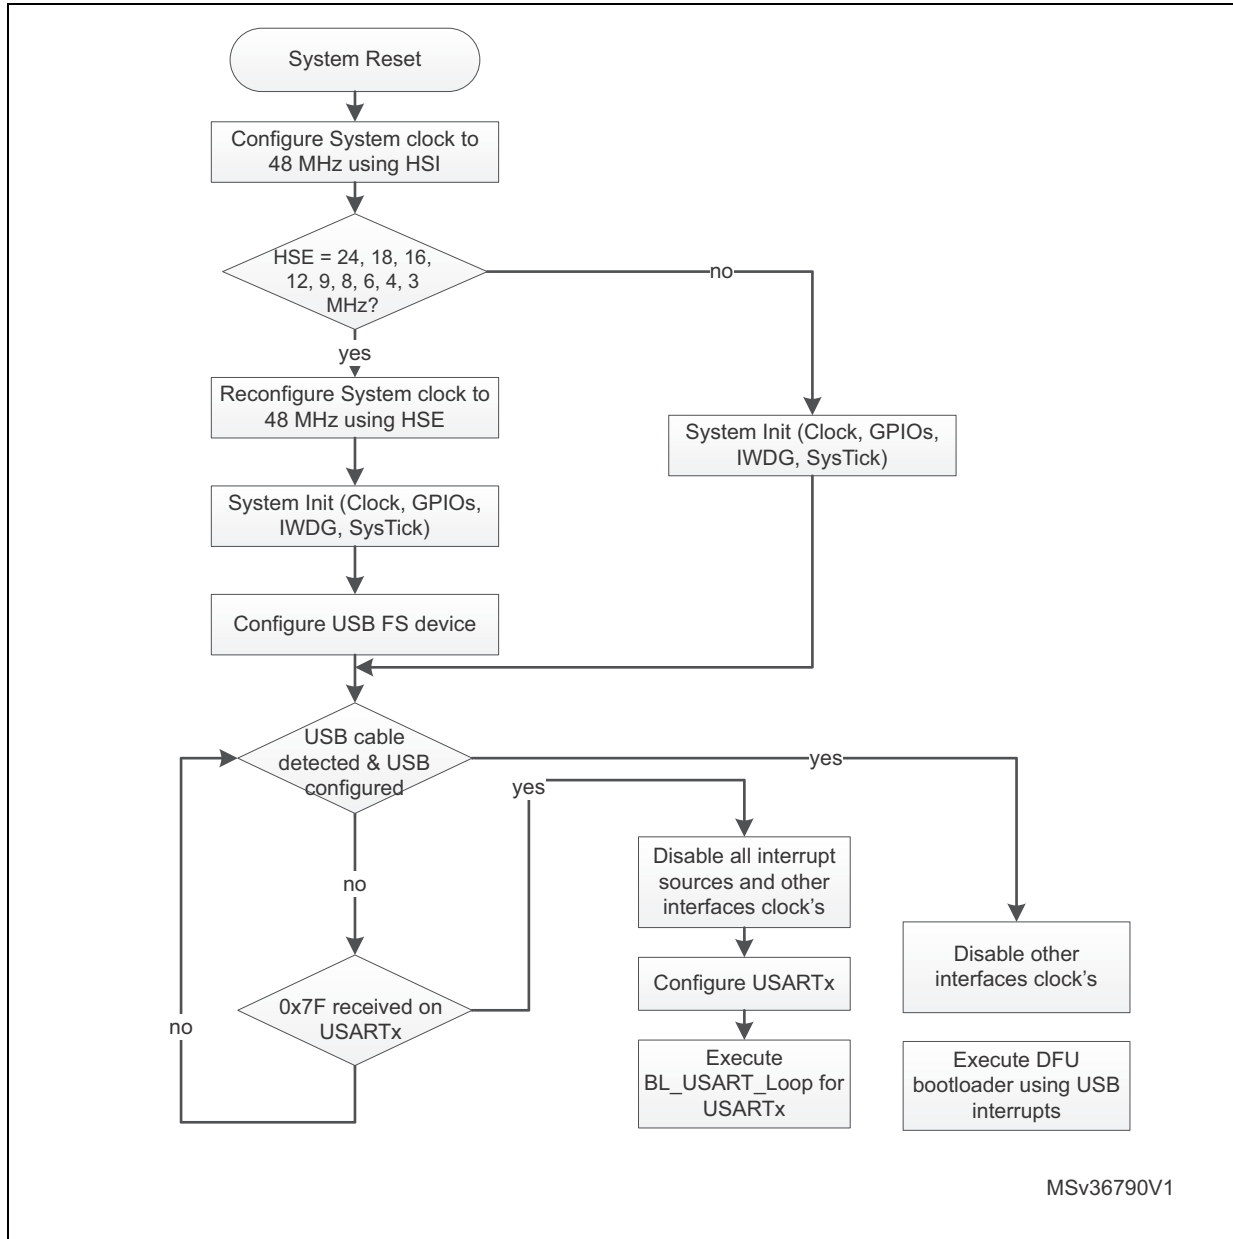 System Reset
Configure System clock to
48 MHz using HSI
HSE = 24, 18, 16,
12, 9, 8, 6, 4, 3
MHz?
no
yes
Reconfigure System clock to
48 MHz using HSE
System Init (Clock, GPIOs,
IWDG, SysTick)
System Init (Clock, GPIOs,
IWDG, SysTick)
Configure USB FS device
USB cable
detected & USB
configured
yes
yes
no
Disable all interrupt
sources and other
interfaces clock's
Disable other
interfaces clock's
Configure USARTx
0x7F received on
USARTx
no
Execute
BL_USART_Loop for
USARTx
Execute DFU
bootloader using USB
interrupts
MSv36790V1